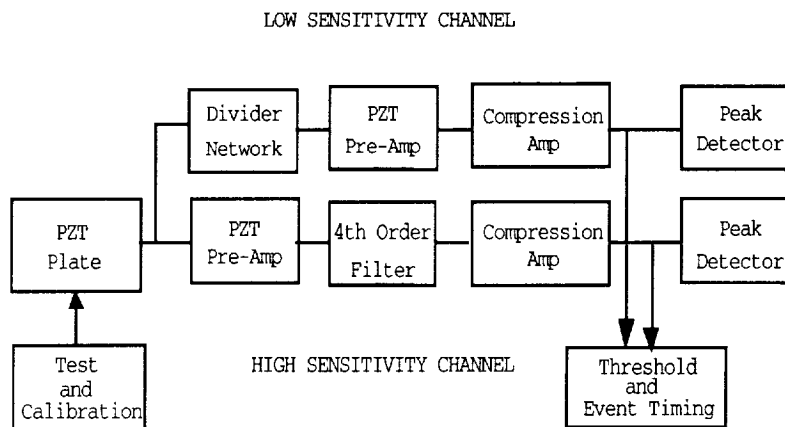 LOW SENSITIVITY CHANNEL
Divider
Network
PZT
Pre-Amp
Compression
Amp
Peak
Detector
PZT
Plate
PZT
Pre-Amp
4th Order
Filter
Compression
Amp
Peak
Detector
Test
and
Calibration
HIGH SENSITIVITY CHANNEL
Threshold
and
Event Timing